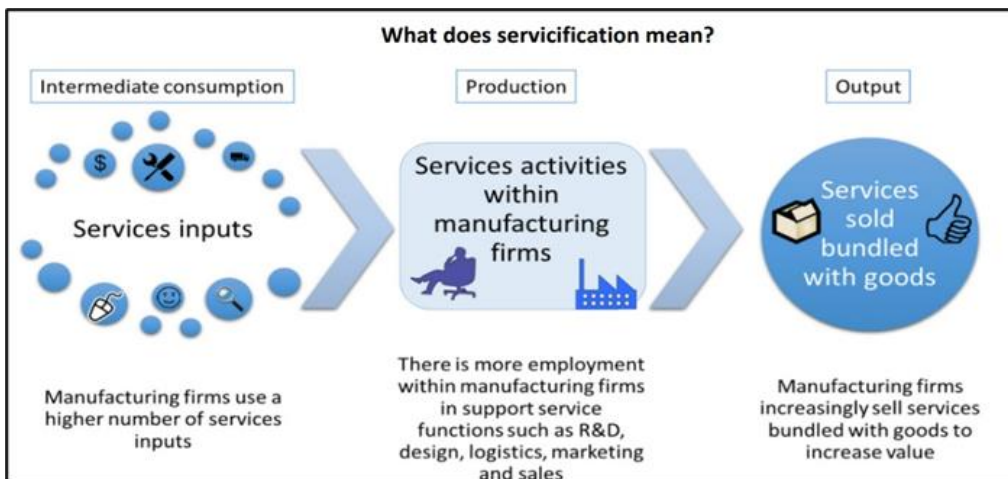 What does servicification mean?
Intermediate consumption
Production
Output
$
Services inputs
Services activities
within
manufacturing
firms
Services
sold
bundled
with goods
Manufacturing firms use a
higher number of services
inputs
There is more employment
within manufacturing firms
in support service
functions such as R&D,
design, logistics, marketing
and sales
Manufacturing firms
increasingly sell services
bundled with goods to
increase value